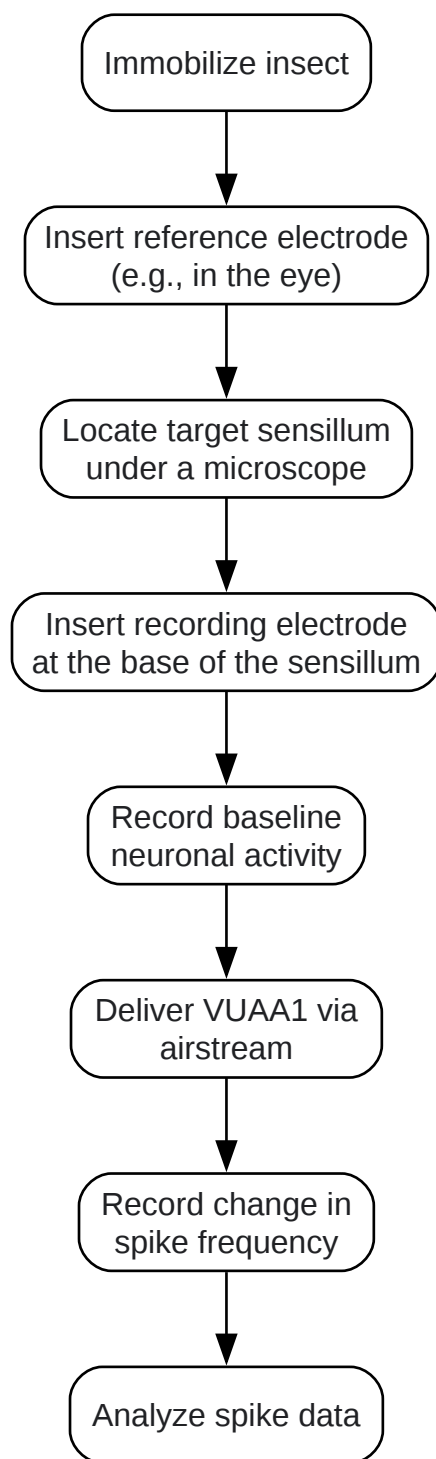 Immobilize insect
Insert reference electrode
(e.g., in the eye)
Locate target sensillum
under a microscope
Insert recording electrode
at the base of the sensillum
Record baseline
neuronal activity
Deliver VUAA1 via
airstream
Record change in
spike frequency
Analyze spike data